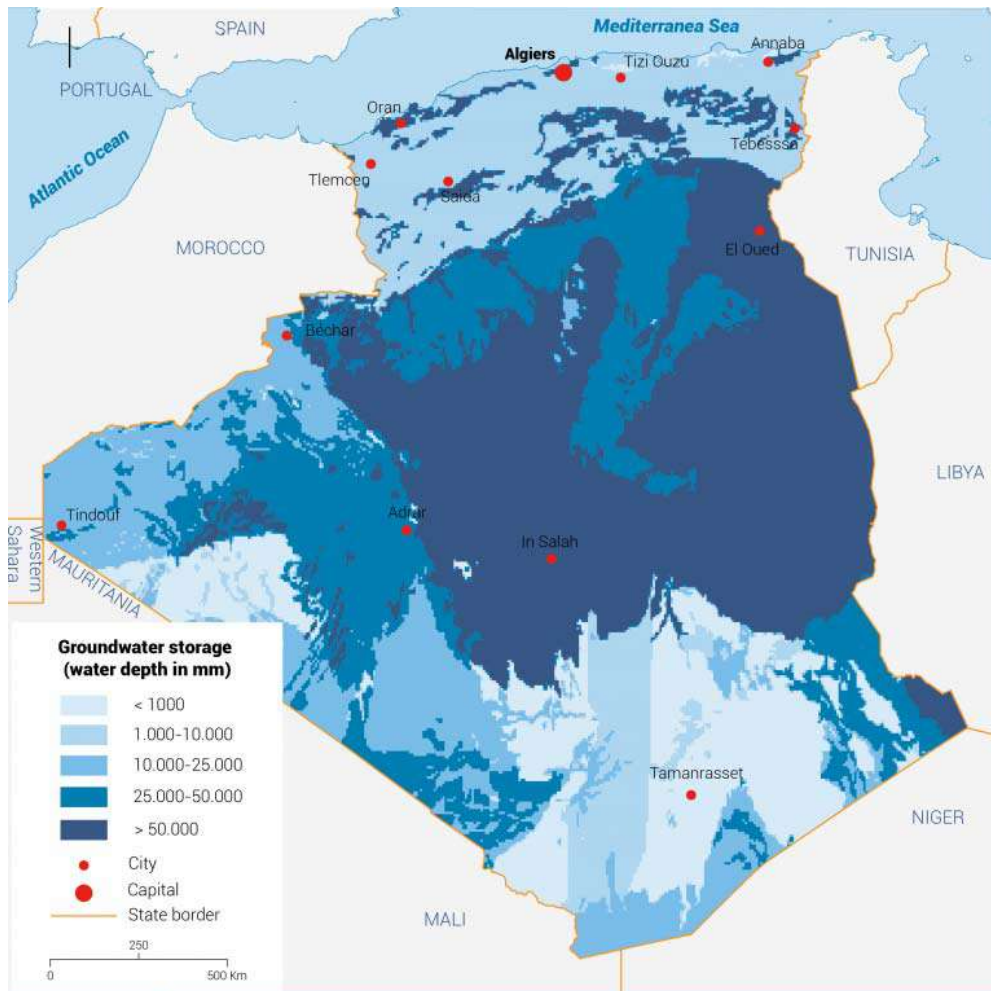 SPAIN
Mediterranea Sea
Annaba
Algiers
Tizi Ouzu
PORTUGAL
Oran
Tebessso
Atlantic Ocean
Tlemcen
Saida
MOROCCO
El Oued
TUNISIA
Béchar
LIBYA
Tindouf
Adrar
In Salah
Western
Sahara
MAURITANIA
Groundwater storage
(water depth in mm)
< 1000
1.000-10.000
10.000-25.000
25.000-50.000
> 50.000
City
Capital
State border
250
0
500 Km
Tamanrasset
NIGER
MALI